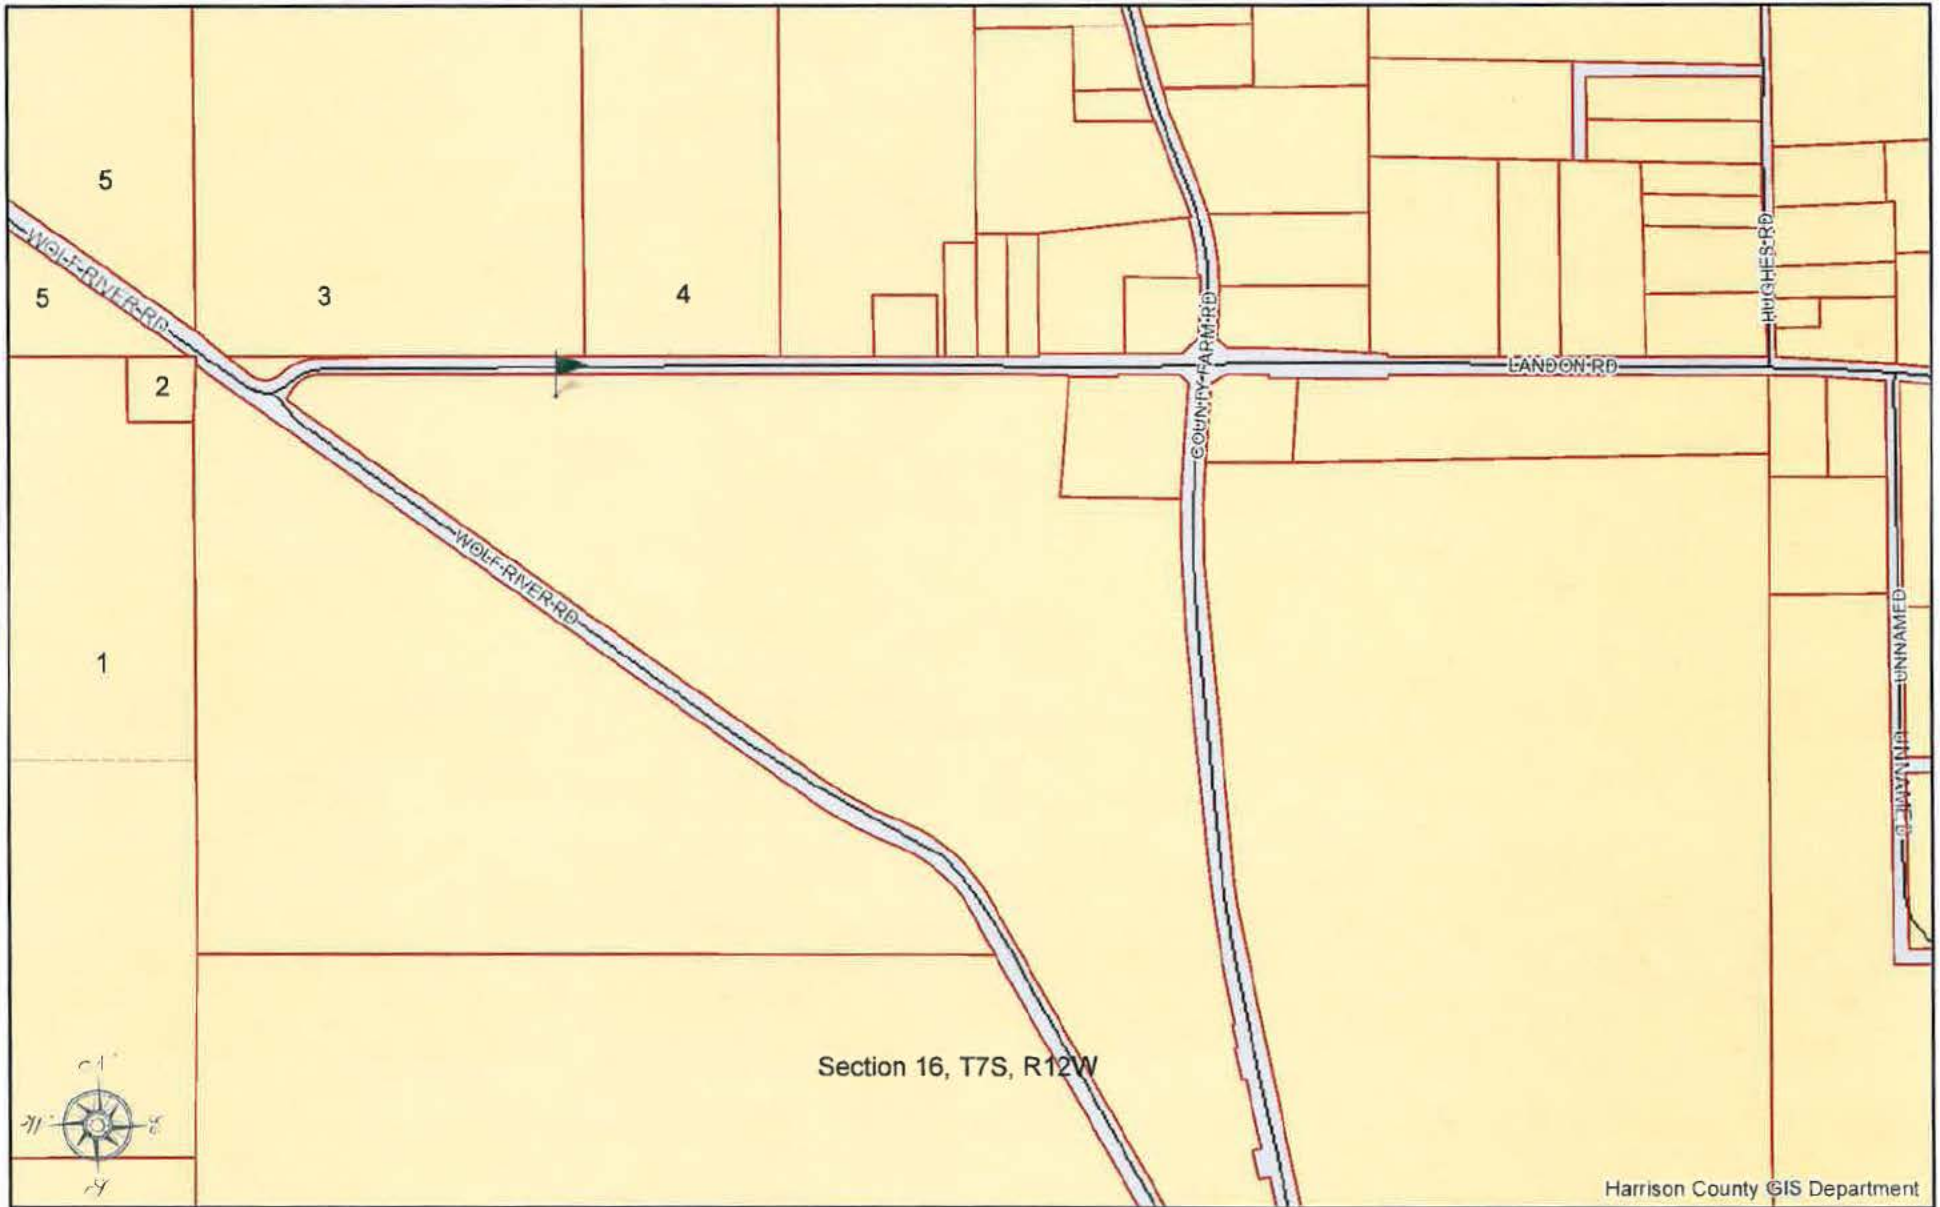 5
WOLF RIVER RD
5
3
4
HUGHES RD
COUNTY FARM RD
LANDON RD
2
WOLF RIVER RD
1
UNNAMED
UNNAMED
Section 16, T7S, R12W
Harrison County GIS Department